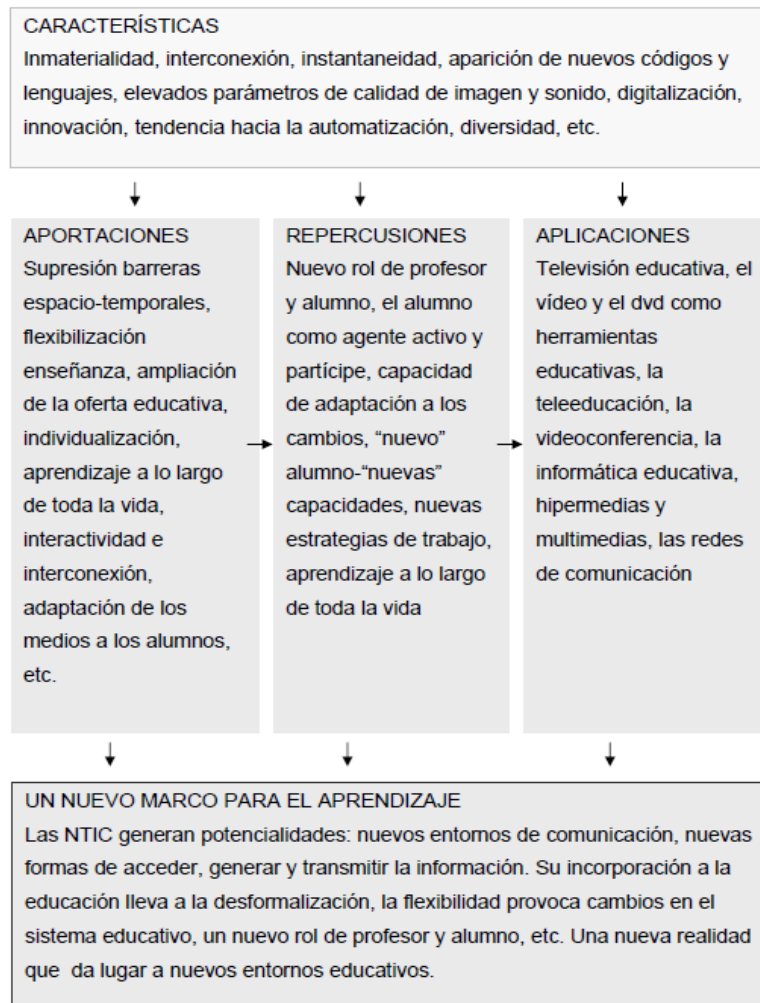 CARACTERÍSTICAS
Inmaterialidad, interconexión, instantaneidad, aparición de nuevos códigos y
lenguajes, elevados parámetros de calidad de imagen y sonido, digitalización,
innovación, tendencia hacia la automatización, diversidad, etc.
APORTACIONES
Supresión barreras
espacio-temporales,
flexibilización
enseñanza, ampliación
de la oferta educativa,
individualización,
aprendizaje a lo largo
de toda la vida,
interactividad e
interconexión,
adaptación de los
medios a los alumnos,
etc.
REPERCUSIONES
Nuevo rol de profesor
y alumno, el alumno
como agente activo y
partícipe, capacidad
de adaptación a los
cambios, “nuevo”
alumno-“nuevas”
capacidades, nuevas
estrategias de trabajo,
aprendizaje a lo largo
de toda la vida
APLICACIONES
Televisión educativa, el
vídeo y el dvd como
herramientas
educativas, la
teleeducación, la
videoconferencia, la
informática educativa,
hipermedias y
multimedias, las redes
de comunicación
UN NUEVO MARCO PARA EL APRENDIZAJE
Las NTIC generan potencialidades: nuevos entornos de comunicación, nuevas
formas de acceder, generar y transmitir la información. Su incorporación a la
educación lleva a la desformalización, la flexibilidad provoca cambios en el
sistema educativo, un nuevo rol de profesor y alumno, etc. Una nueva realidad
que da lugar a nuevos entornos educativos.